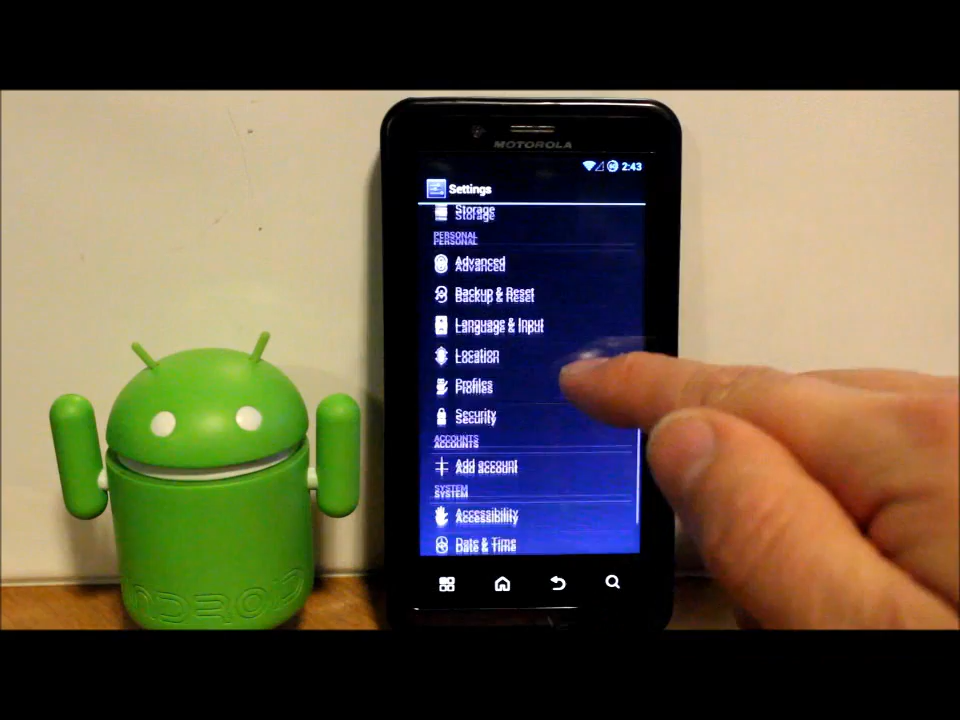 MOTOROLA
2:43
Settings
Storage
PERSONAL
Advanced
Backup & Reset
Language & Input
Location
Profiles
Security
ACCOUNTS
Add account
SYSTEM
Accessibility
Date & Time
ANDROID